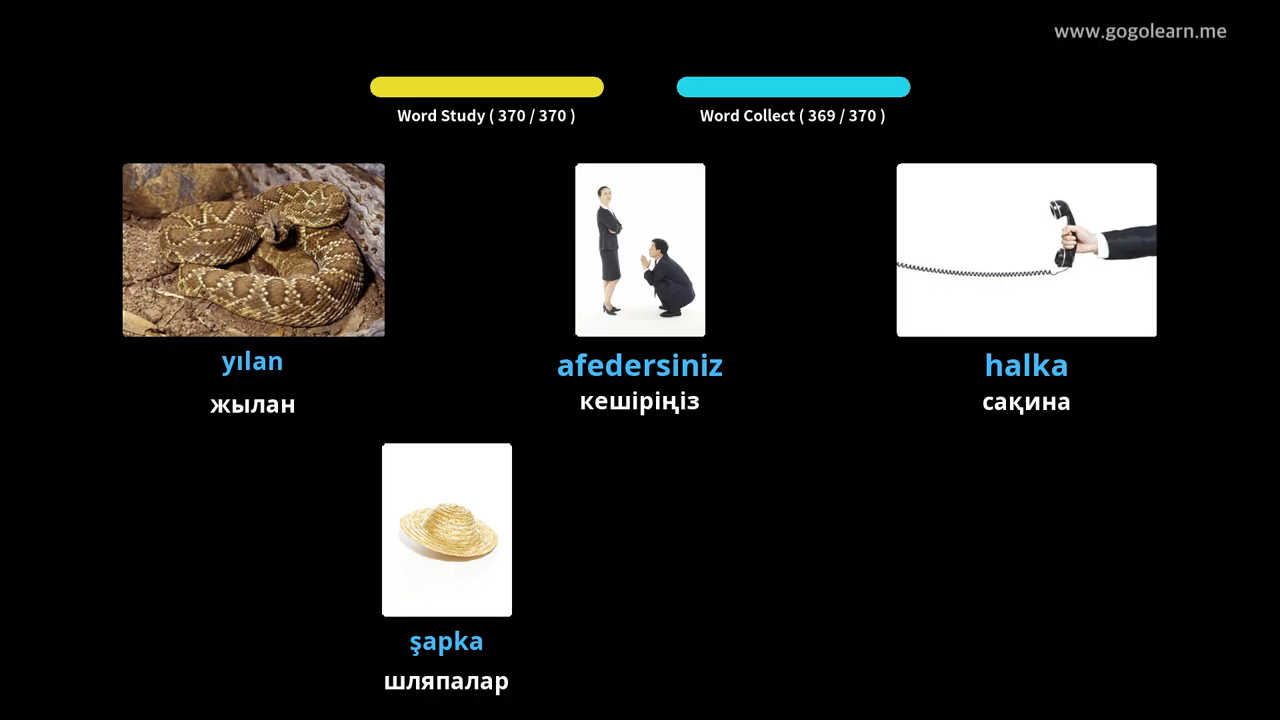 www.gogolearn.me
Word Study ( 370 / 370 )
Word Collect ( 369 / 370 )
yılan
afedersiniz
halka
жылан
кешіріңіз
сақина
şapka
шляпалар